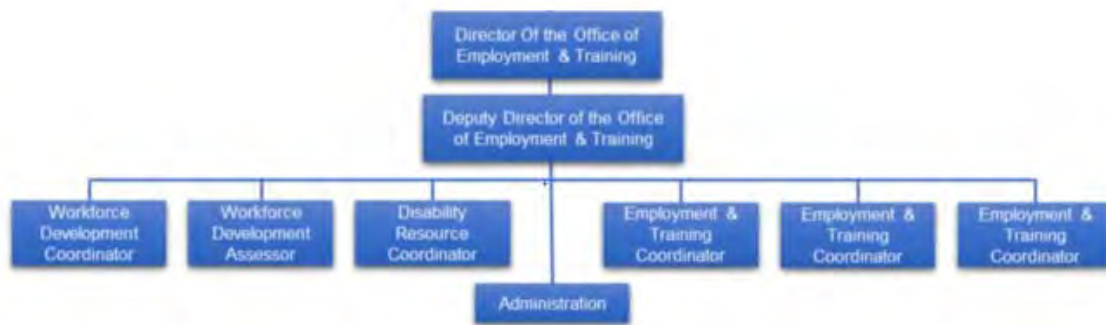 Director Of the Office of
Employment & Training
Deputy Director of the Office
of Employment & Training
Workforce
Development
Coordinator
Workforce
Development
Assessor
Disability
Resource
Coordinator
Employment &
Training
Coordinator
Employment &
Training
Coordinator
Employment &
Training
Coordinator
Administration